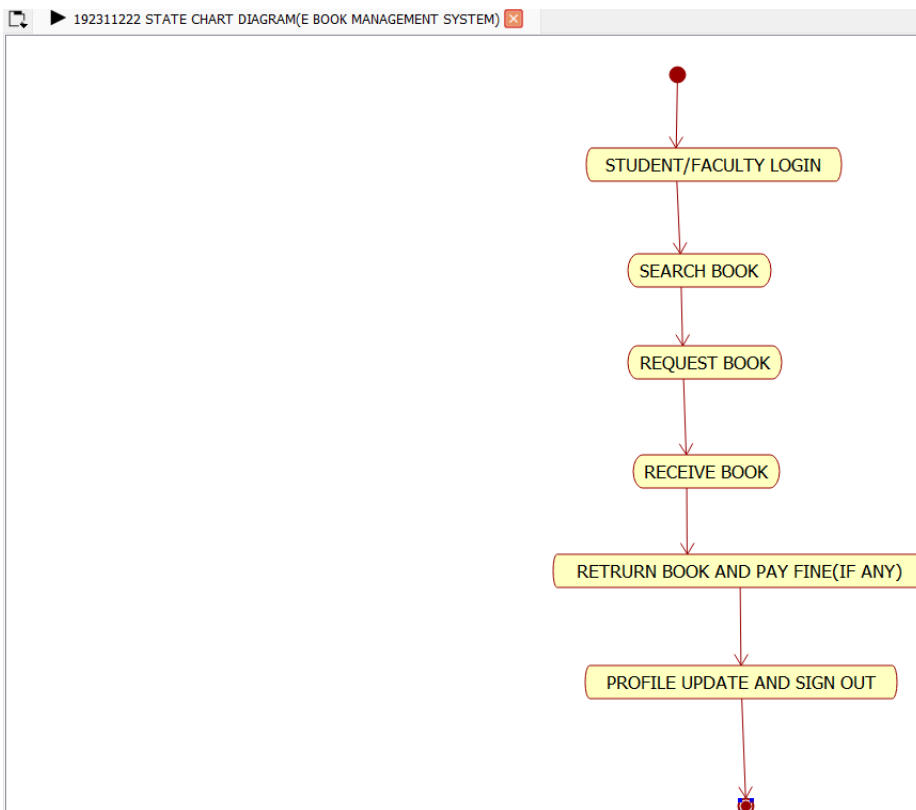 192311222 STATE CHART DIAGRAM(E BOOK MANAGEMENT SYSTEM)
STUDENT/FACULTY LOGIN
SEARCH BOOK
REQUEST BOOK
RECEIVE BOOK
RETRURN BOOK AND PAY FINE(IF ANY)
PROFILE UPDATE AND SIGN OUT